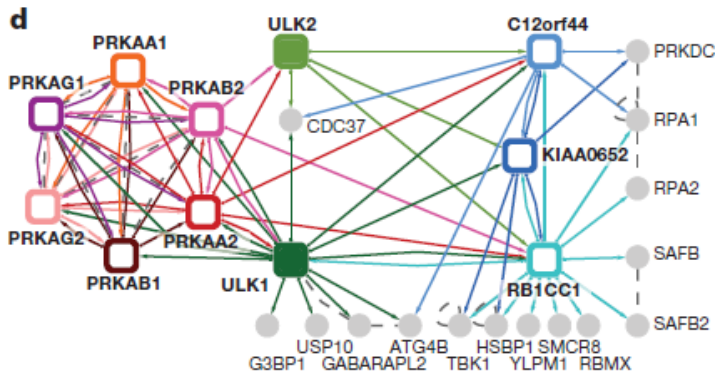 d
PRKAA1
ULK2
C12orf44
PRKAG1
PRKAB2
PRKDC
CDC37
RPA1
KIAA0652
RPA2
PRKAG2
PRKAA2
SAFB
PRKAB1
ULK1
RB1CC1
SAFB2
USP10
ATG4B
HSBP1 SMCR8
G3BP1
GABARAPL2
TBK1
YLPM1
RBMX